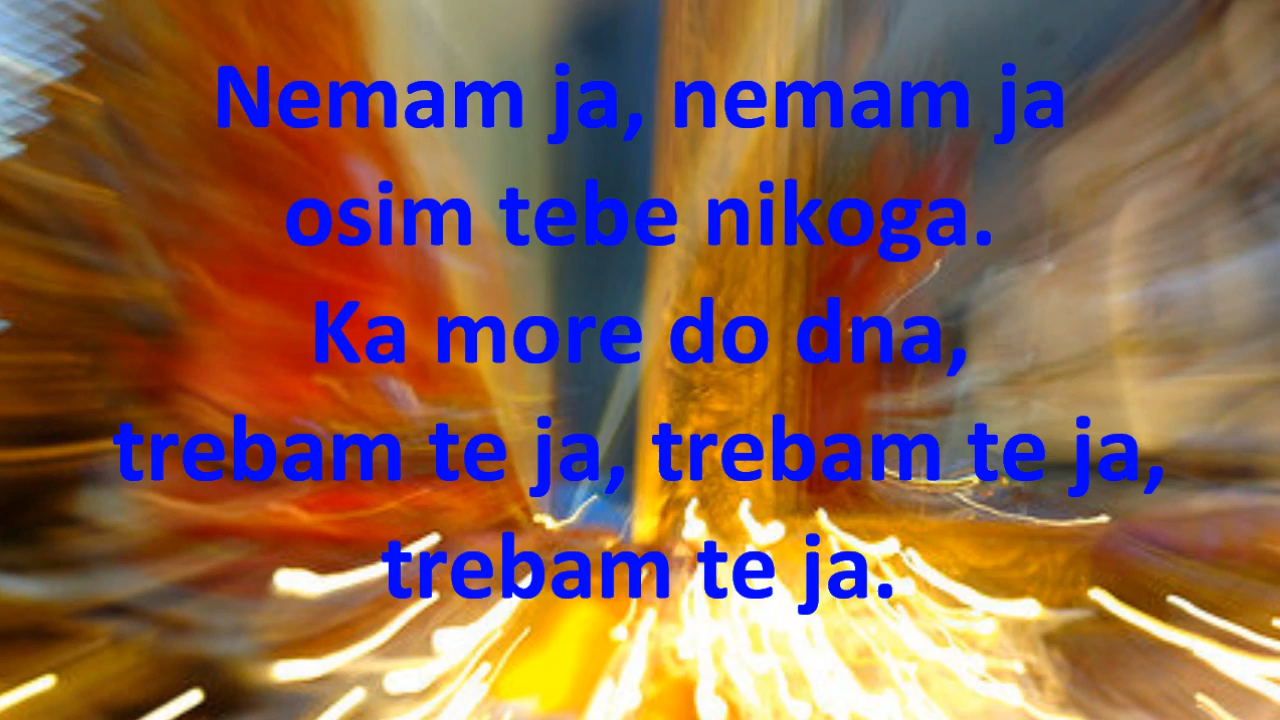 Nemam ja, nemam ja
osim tebe nikoga.
Ka more do dna,
trebam te ja, trebam te ja,
trebam te ja.